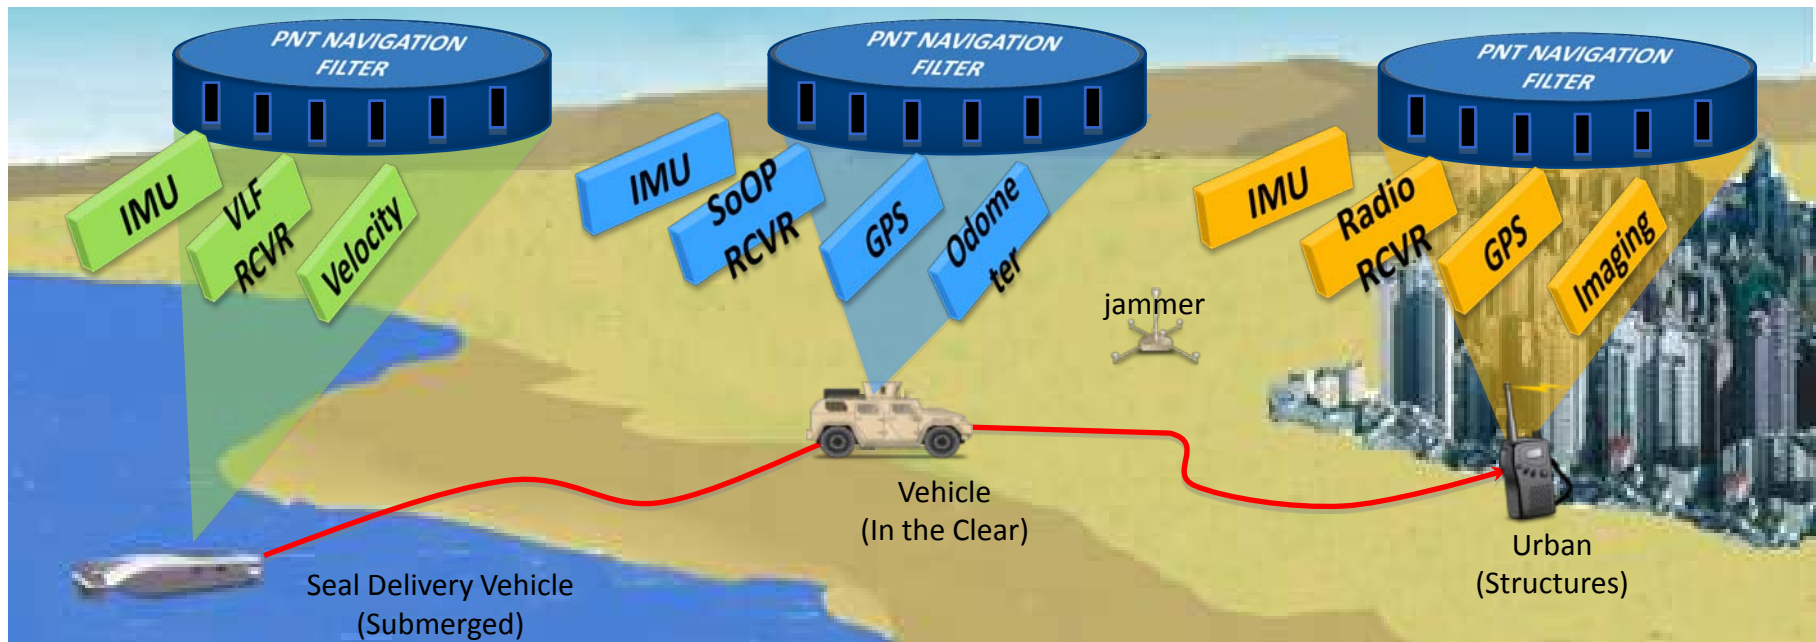 PNT NAVIGATION
FILTER
IMU
VLF
RCVR
Velocity
Seal Delivery Vehicle
(Submerged)
PNT NAVIGATION
FILTER
IMU
SoOP
RCVR
GPS
Odome
ter
Vehicle
(In the Clear)
jammer
PNT NAVIGATION
FILTER
IMU
Radio
RCVR
GPS
Imaging
Urban
(Structures)